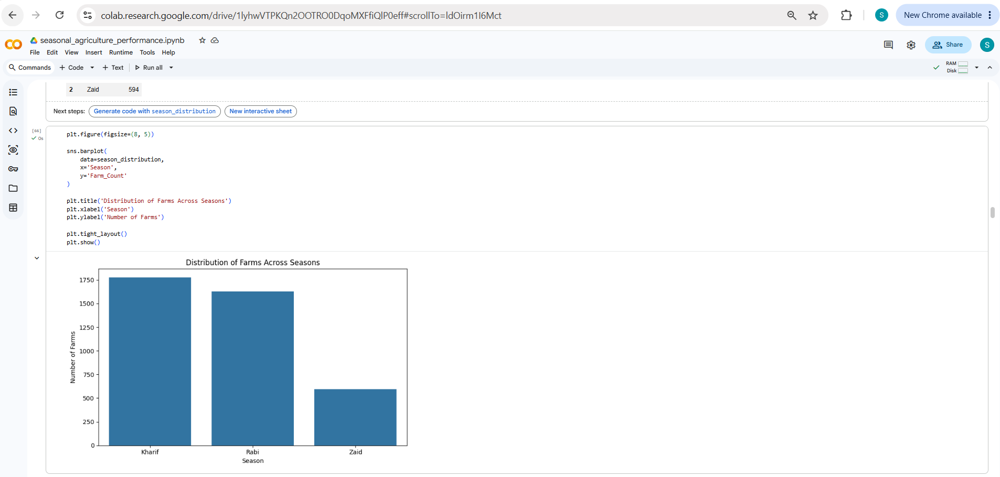 colab.research.google.com/drive/1lyhwVTPKQn2OOTRO0DqoMXFfiQlP0eff#scrollTo=ldOirm1I6Mct
S
New Chrome available
CO
seasonal_agriculture_performance.ipynb
File Edit View Insert Runtime Tools Help
Share
S
Commands + Code + Text Run all
RAM
Disk
2 Zaid 594
Next steps: Generate code with season_distribution New interactive sheet
[66]
0s
plt.figure(figsize=(8, 5))
sns.barplot(
data=season_distribution,
x='Season',
y='Farm_Count'
)
plt.title('Distribution of Farms Across Seasons')
plt.xlabel('Season')
plt.ylabel('Number of Farms')
plt.tight_layout()
plt.show()
Distribution of Farms Across Seasons
1750
1500
1250
1000
750
500
250
0
Number of Farms
Kharif Rabi Zaid
Season